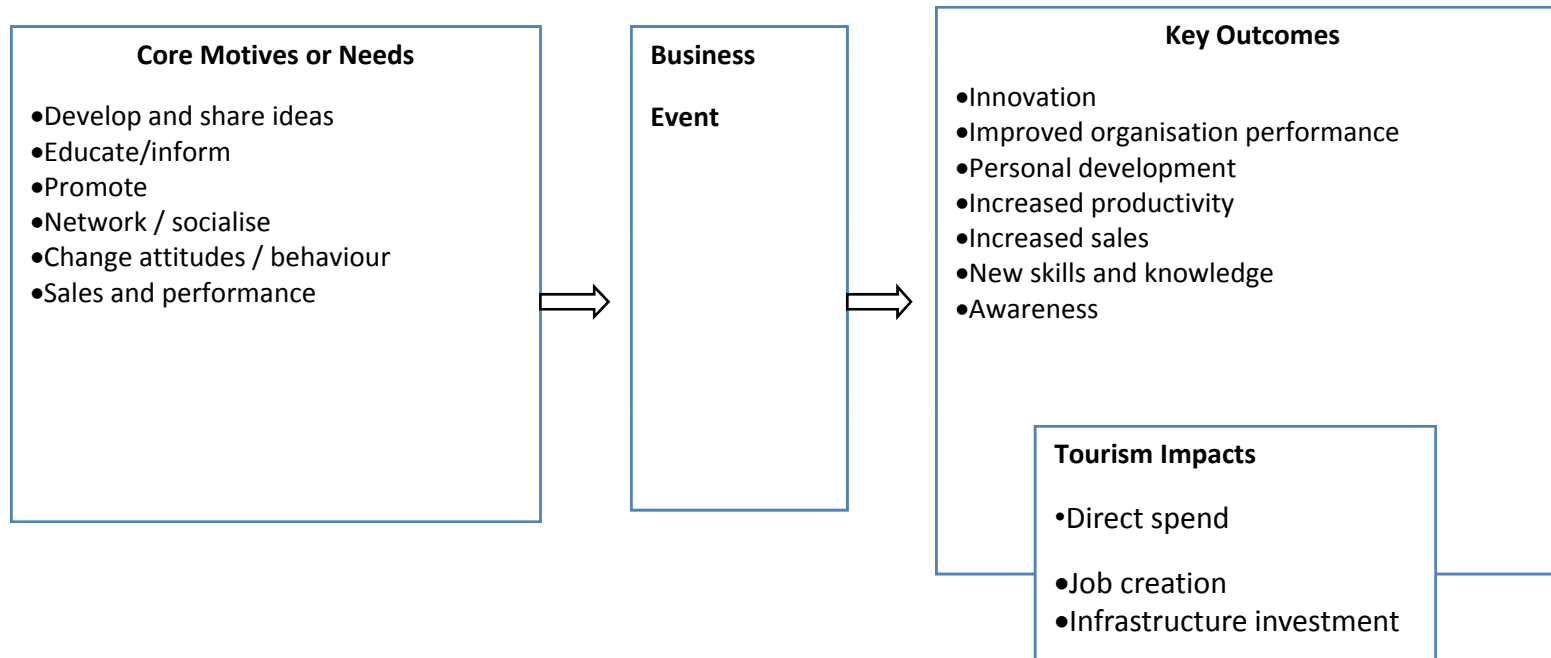 Core Motives or Needs
•Develop and share ideas
•Educate/inform
•Promote
•Network / socialise
•Change attitudes / behaviour
•Sales and performance
Business
Event
Key Outcomes
•Innovation
•Improved organisation performance
•Personal development
•Increased productivity
•Increased sales
•New skills and knowledge
•Awareness
Tourism Impacts
•Direct spend
•Job creation
•Infrastructure investment